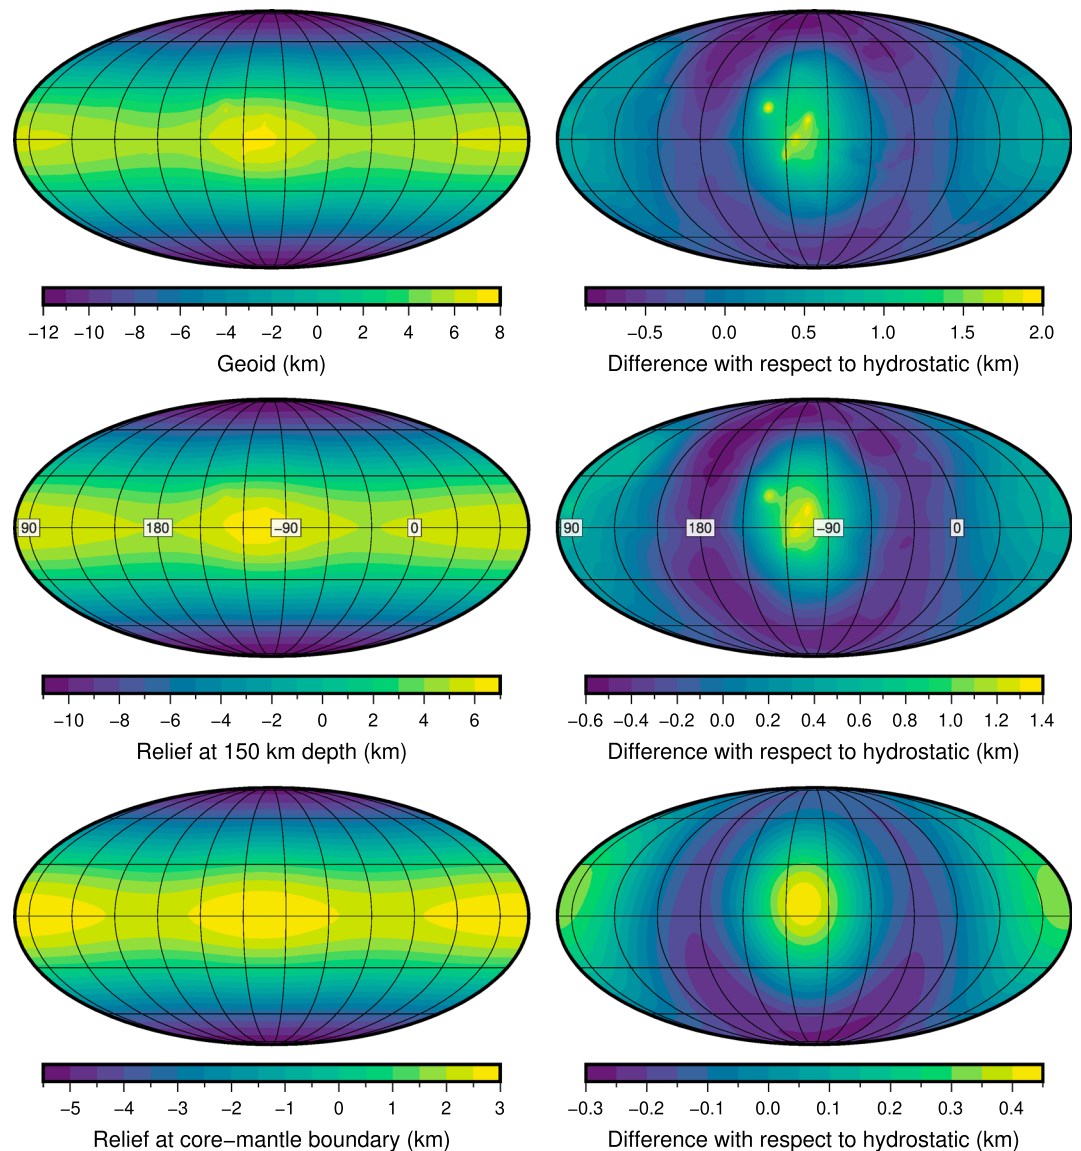 −12 −10 −8 −6 −4 −2 0 2 4 6 8
Geoid (km)
−0.5 0.0 0.5 1.0 1.5 2.0
Difference with respect to hydrostatic (km)
90 180 −90 0
90 180 −90 0
−10 −8 −6 −4 −2 0 2 4 6
Relief at 150 km depth (km)
−0.6 −0.4 −0.2 0.0 0.2 0.4 0.6 0.8 1.0 1.2 1.4
Difference with respect to hydrostatic (km)
−5 −4 −3 −2 −1 0 1 2 3
Relief at core−mantle boundary (km)
−0.3 −0.2 −0.1 0.0 0.1 0.2 0.3 0.4
Difference with respect to hydrostatic (km)